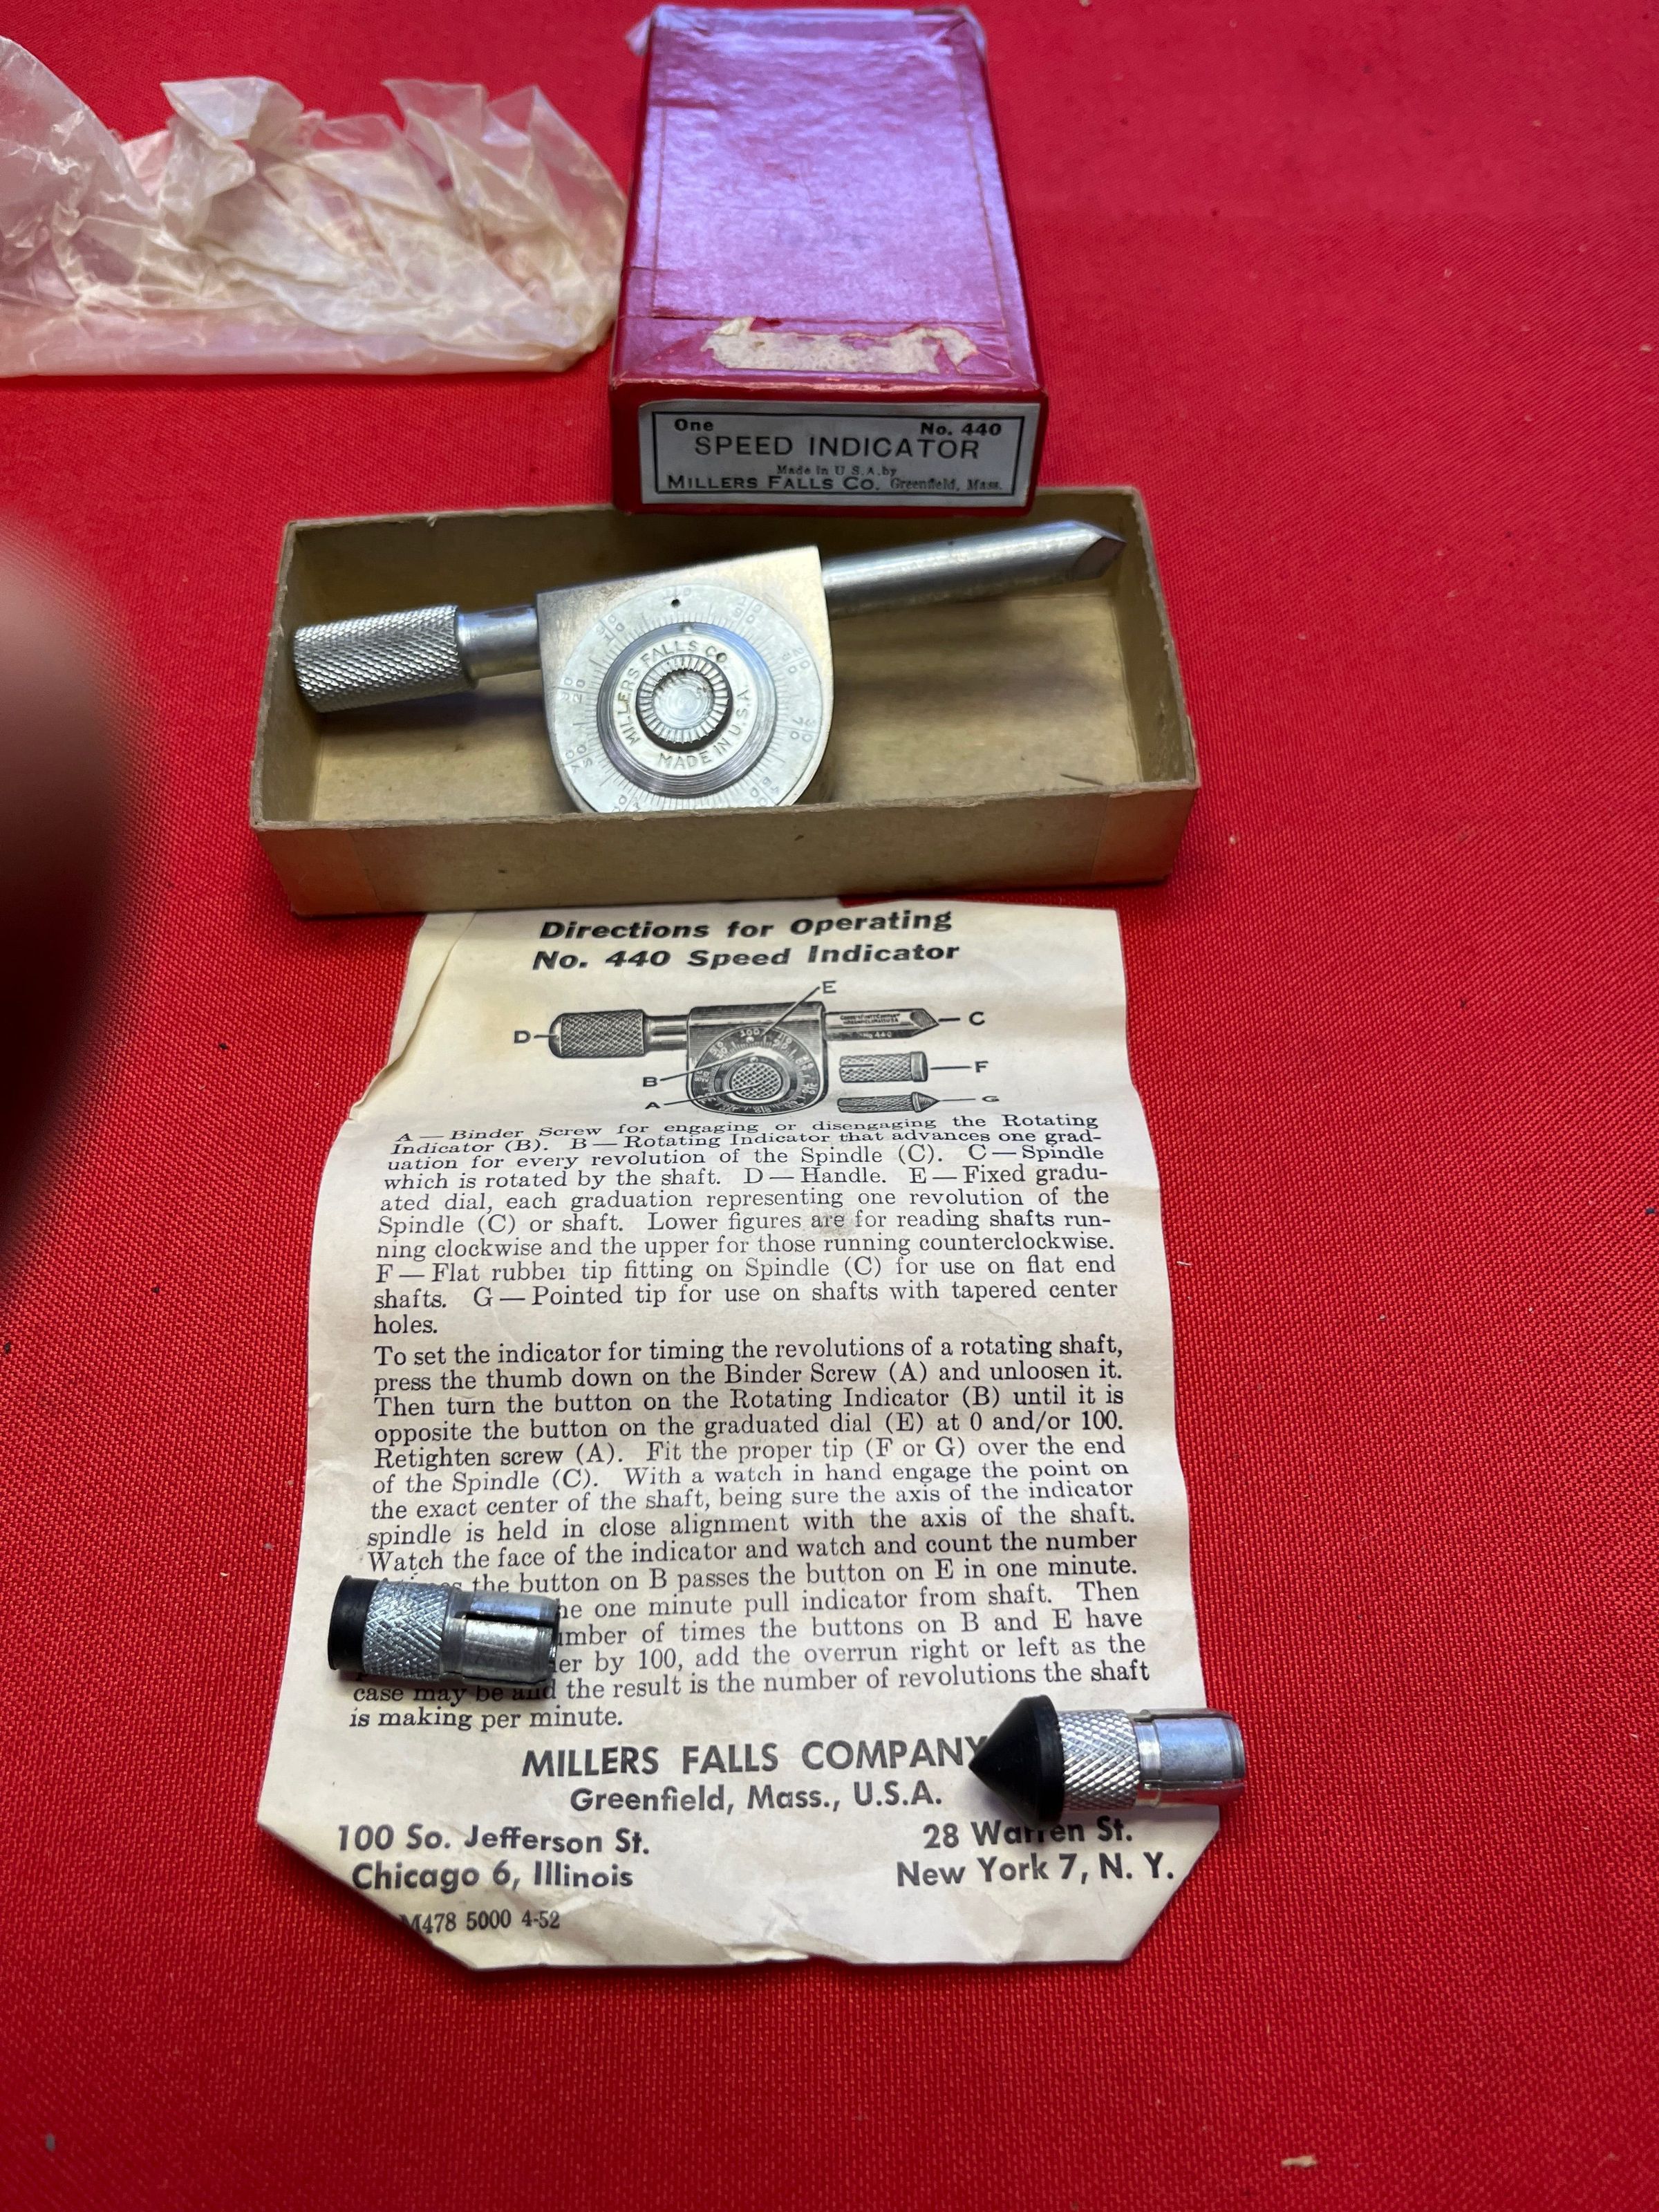 One No. 440
SPEED INDICATOR
Made in U.S.A. by
MILLERS FALLS CO. Greenfield, Mass.
MILLERS FALLS CO
MADE IN U.S.A.
Directions for Operating
No. 440 Speed Indicator
E
D
C
F
B
A
G
A — Binder Screw for engaging or disengaging the Rotating
Indicator (B). B — Rotating Indicator that advances one grad-
uation for every revolution of the Spindle (C). C — Spindle
which is rotated by the shaft. D — Handle. E — Fixed gradu-
ated dial, each graduation representing one revolution of the
Spindle (C) or shaft. Lower figures are for reading shafts run-
ning clockwise and the upper for those running counterclockwise.
F — Flat rubber tip fitting on Spindle (C) for use on flat end
shafts. G — Pointed tip for use on shafts with tapered center
holes.
To set the indicator for timing the revolutions of a rotating shaft,
press the thumb down on the Binder Screw (A) and unloosen it.
Then turn the button on the Rotating Indicator (B) until it is
opposite the button on the graduated dial (E) at 0 and/or 100.
Retighten screw (A). Fit the proper tip (F or G) over the end
of the Spindle (C). With a watch in hand engage the point on
the exact center of the shaft, being sure the axis of the indicator
spindle is held in close alignment with the axis of the shaft.
Watch the face of the indicator and watch and count the number
the button on B passes the button on E in one minute.
one minute pull indicator from shaft. Then
of times the buttons on B and E have
by 100, add the overrun right or left as the
case may be and the result is the number of revolutions the shaft
is making per minute.
MILLERS FALLS COMPANY
Greenfield, Mass., U.S.A.
100 So. Jefferson St.
Chicago 6, Illinois
28 Warren St.
New York 7, N. Y.
M478 5000 4-52